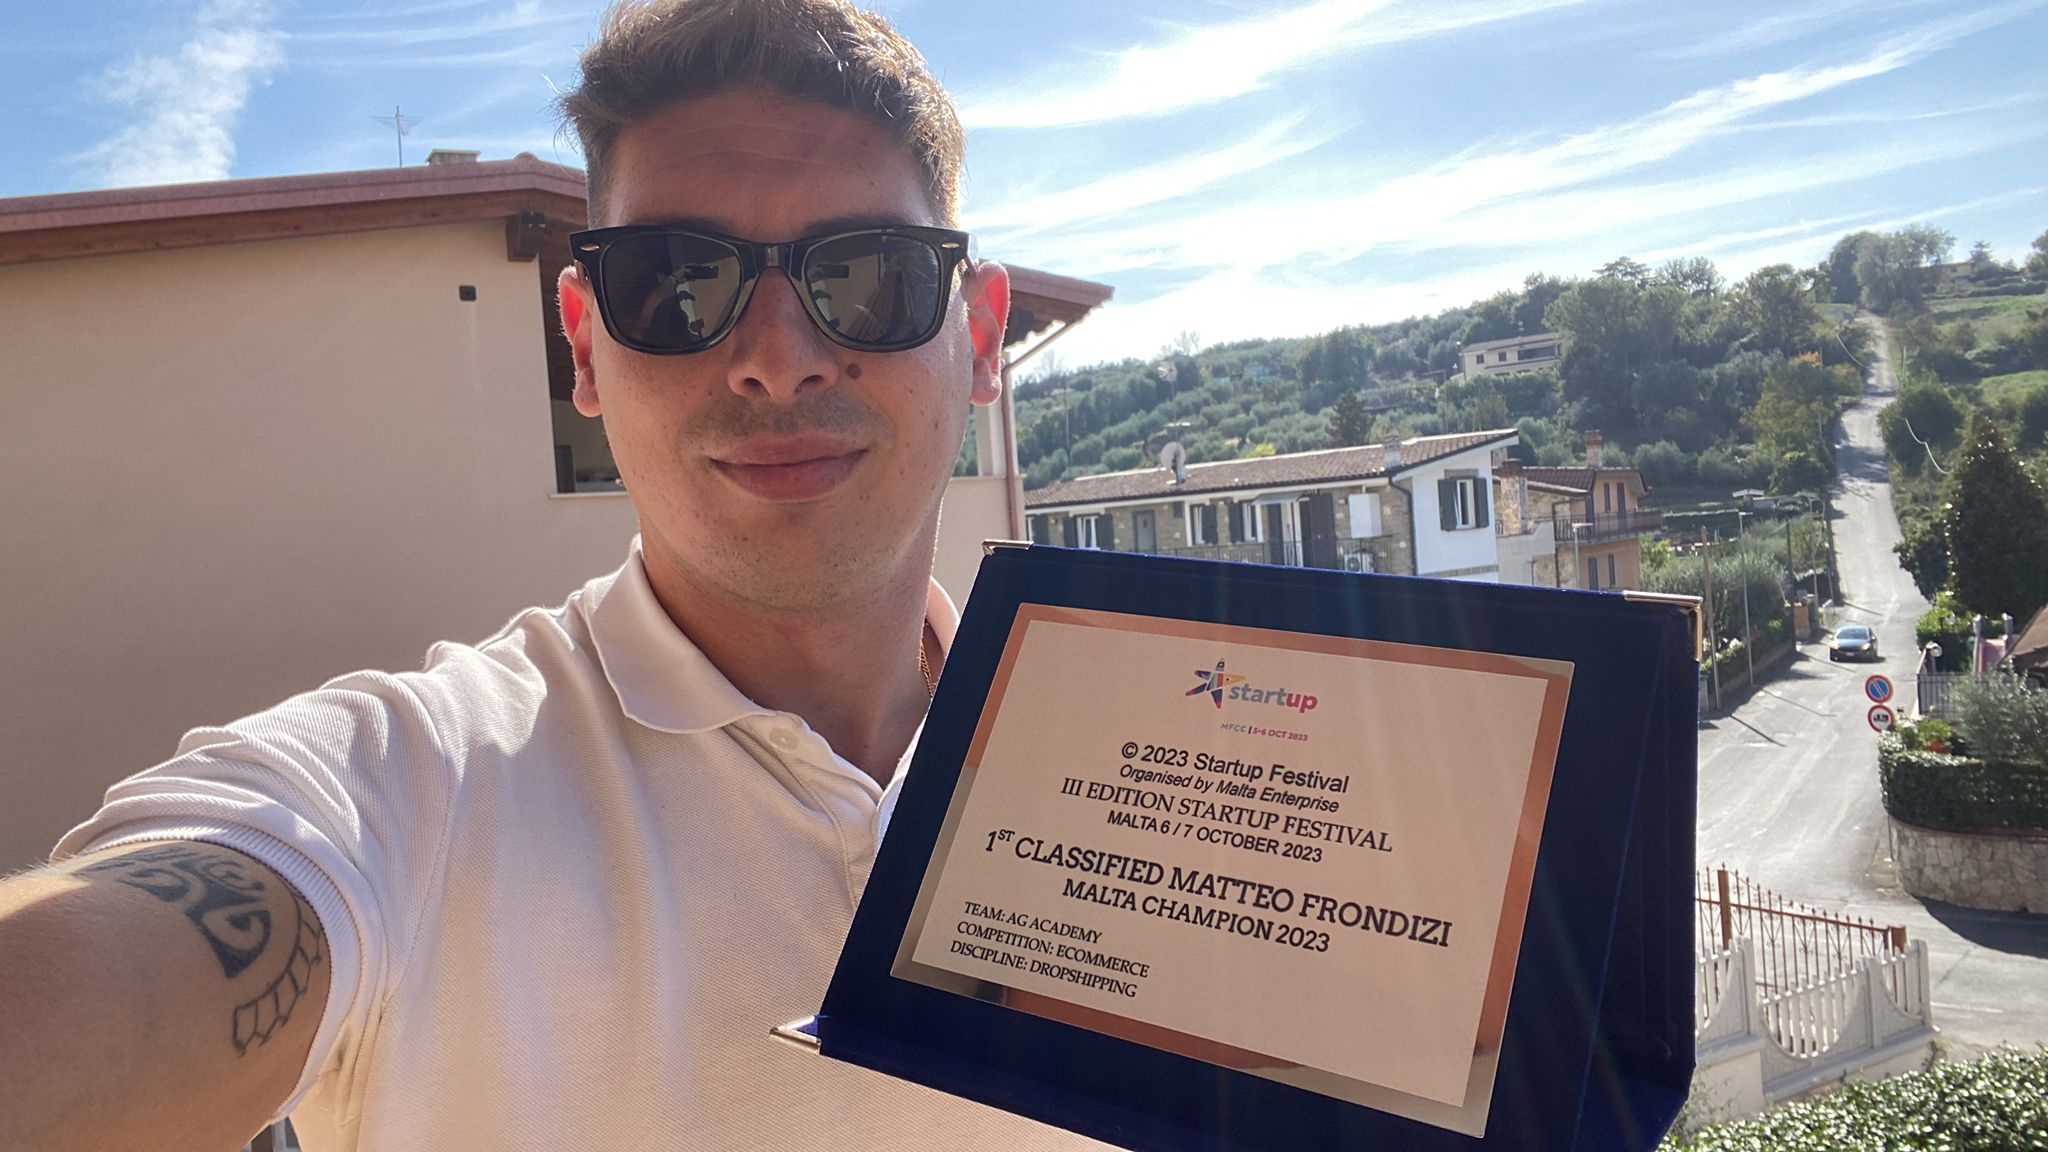 startup
MFCC | 5-6 OCT 2023
© 2023 Startup Festival
Organised by Malta Enterprise
III EDITION STARTUP FESTIVAL
MALTA 6 / 7 OCTOBER 2023
1ST CLASSIFIED MATTEO FRONDIZI
MALTA CHAMPION 2023
TEAM: AG ACADEMY
COMPETITION: ECOMMERCE
DISCIPLINE: DROPSHIPPING